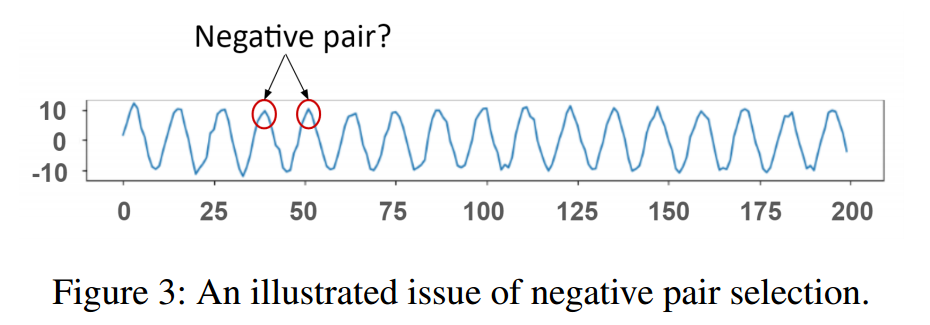 Negative pair?
10
0
-10
0 25 50 75 100 125 150 175 200
Figure 3: An illustrated issue of negative pair selection.